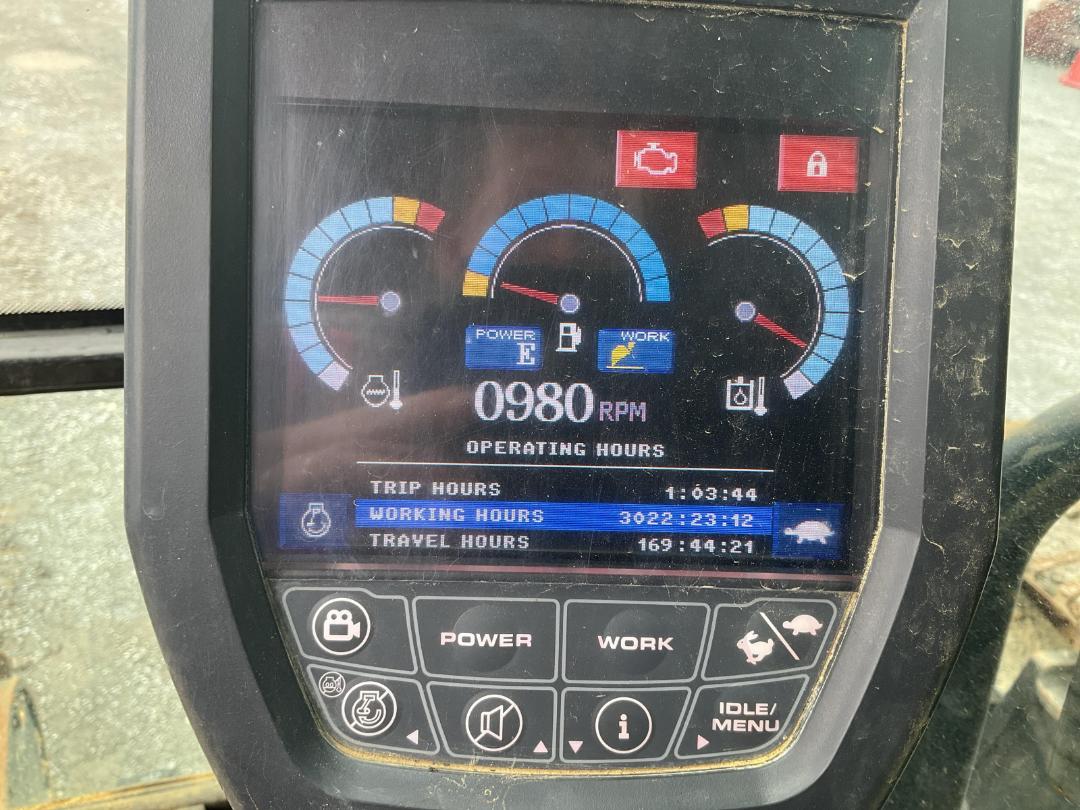 POWER
E
WORK
0980 RPM
OPERATING HOURS
TRIP HOURS 1:03:44
WORKING HOURS 3022:23:12
TRAVEL HOURS 169:44:21
POWER
WORK
i
IDLE/
MENU